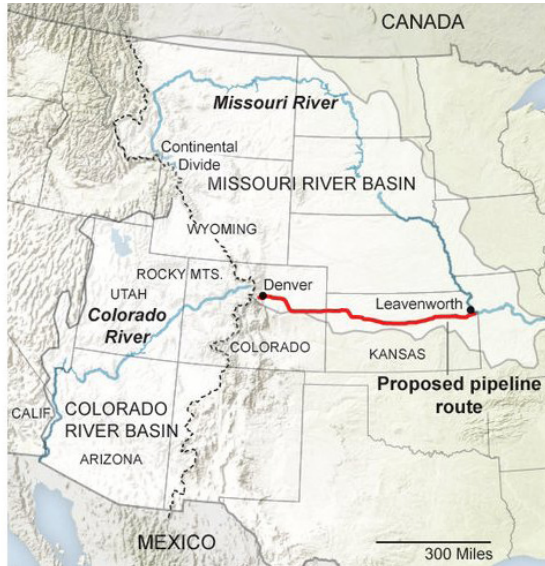 CANADA
Missouri River
Continental
Divide
MISSOURI RIVER BASIN
WYOMING
ROCKY MTS.
Denver
UTAH
Leavenworth
Colorado
River
COLORADO
KANSAS
Proposed pipeline
route
CALIF.
COLORADO
RIVER BASIN
ARIZONA
MEXICO
300 Miles